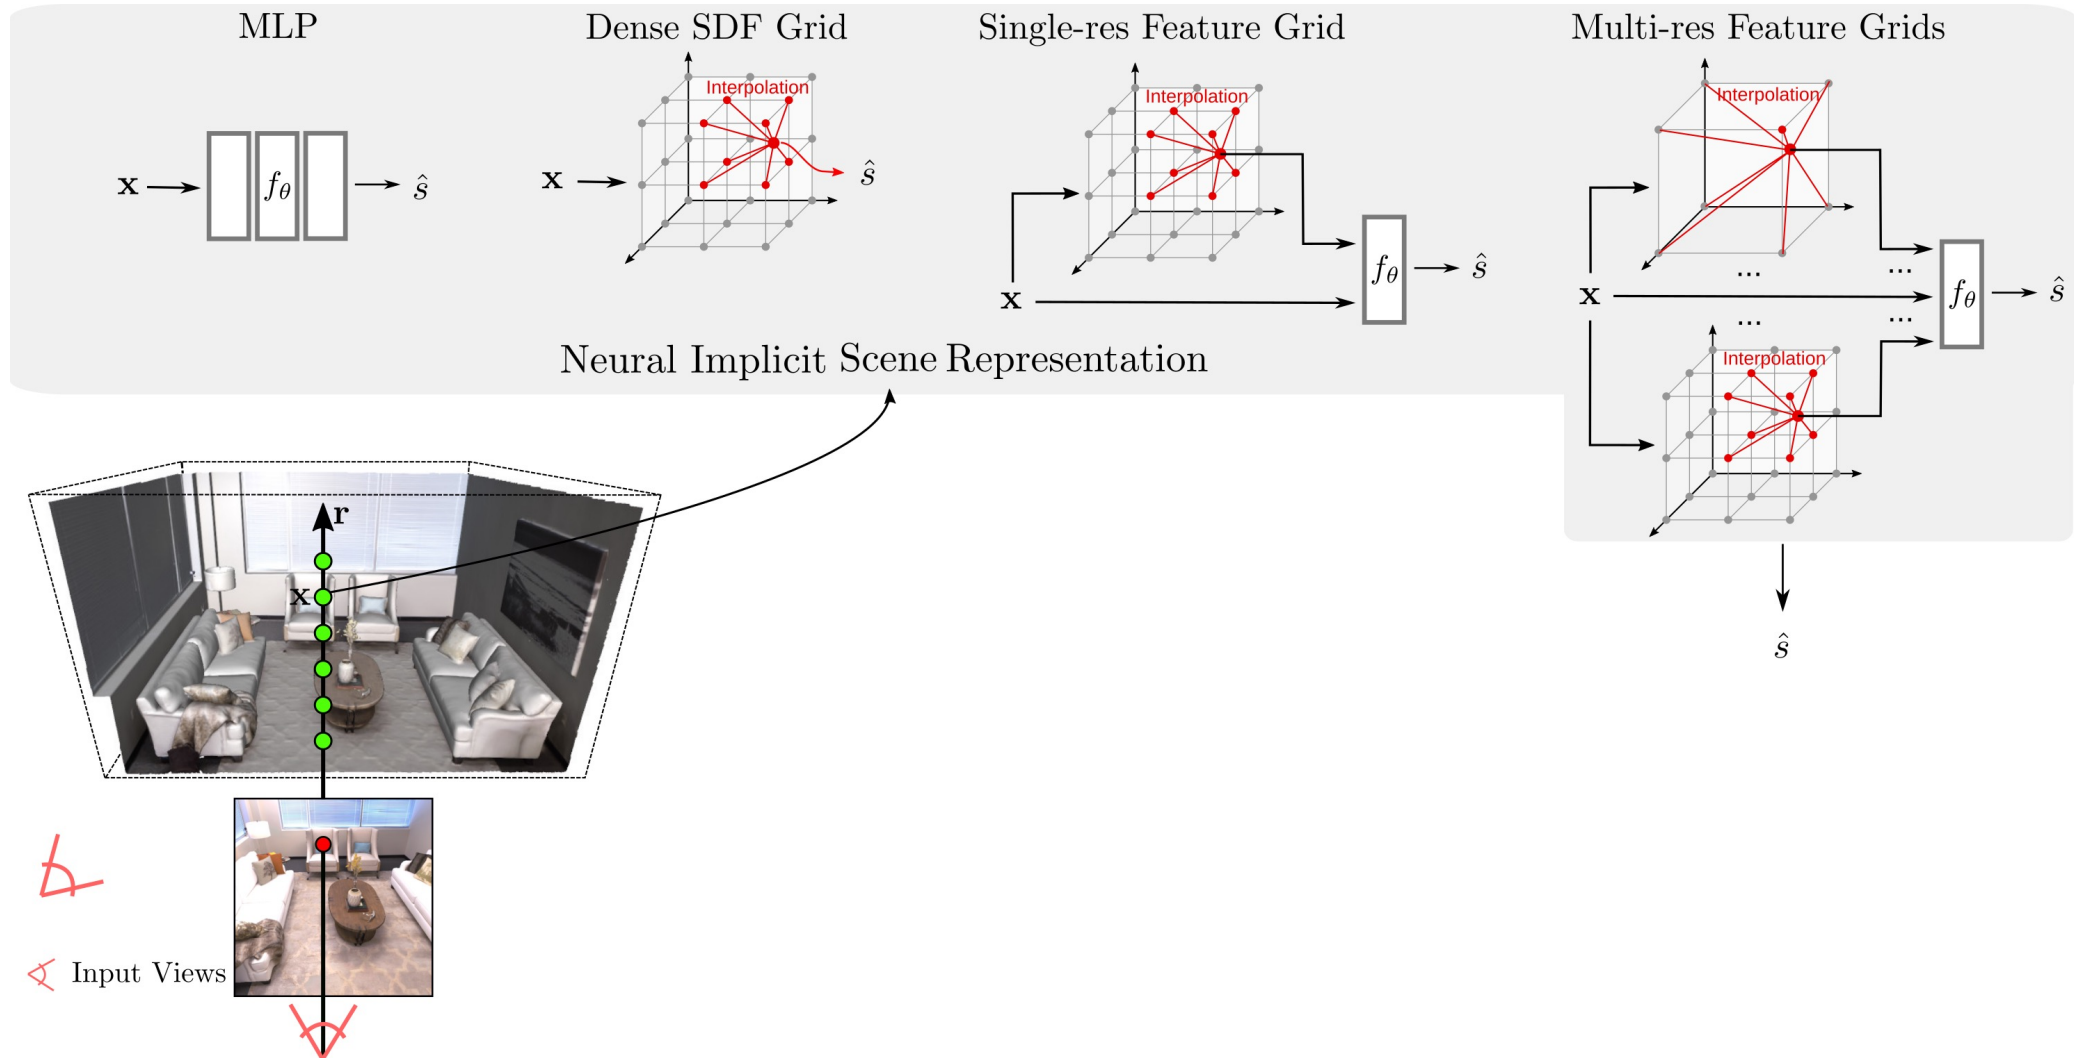 MLP
Dense SDF Grid
Single-res Feature Grid
Multi-res Feature Grids
x
fθ
ŝ
x
Interpolation
ŝ
Interpolation
x
fθ
ŝ
Interpolation
...
...
x
...
...
Interpolation
fθ
ŝ
Neural Implicit Scene Representation
ŝ
r
x
Input Views